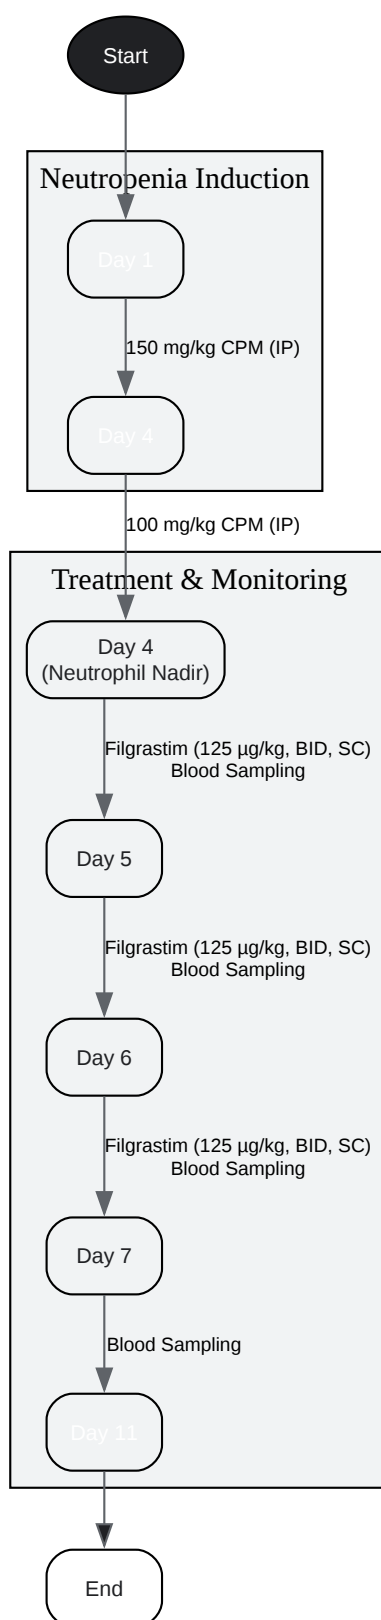 Start
Neutropenia Induction
Day 1
150 mg/kg CPM (IP)
Day 4
100 mg/kg CPM (IP)
Treatment & Monitoring
Day 4
(Neutrophil Nadir)
Filgrastim (125 µg/kg, BID, SC)
Blood Sampling
Day 5
Filgrastim (125 µg/kg, BID, SC)
Blood Sampling
Day 6
Filgrastim (125 µg/kg, BID, SC)
Blood Sampling
Day 7
Blood Sampling
Day 11
End